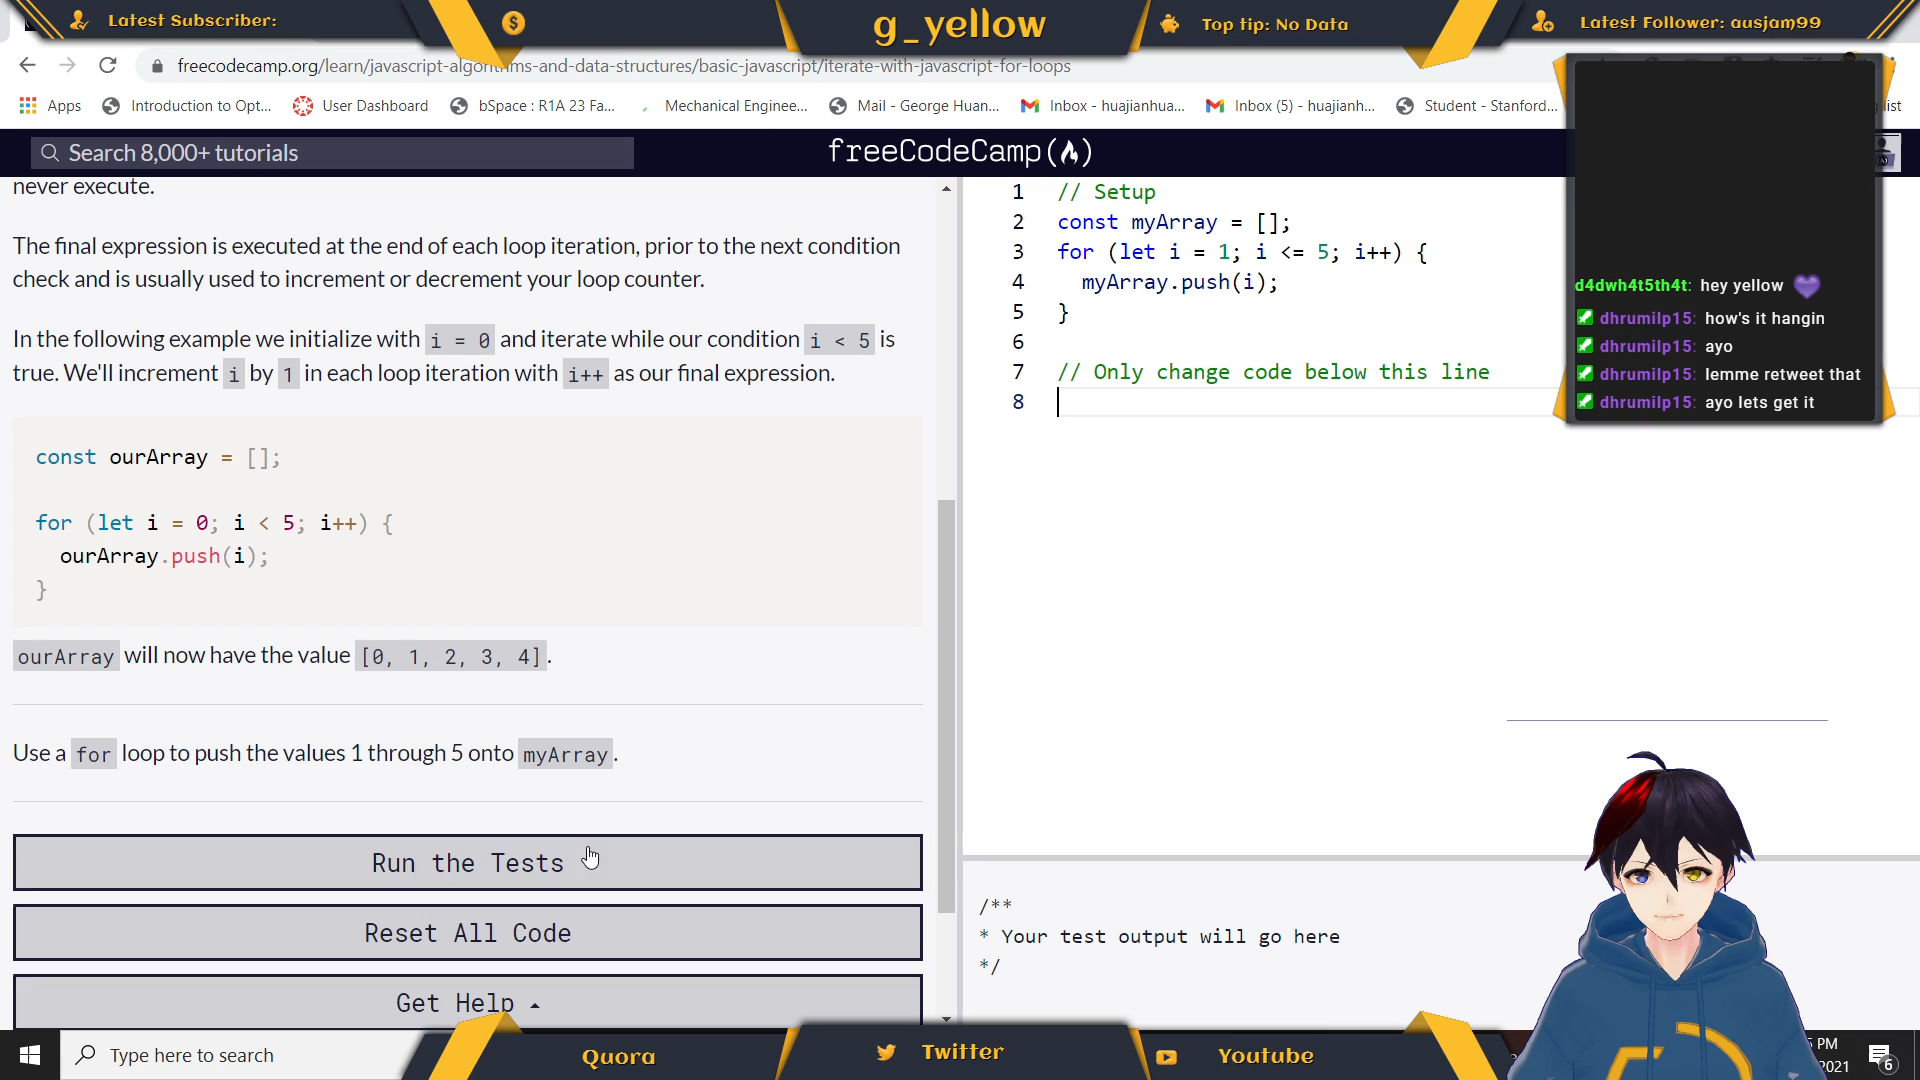 Latest Subscriber:
g_yellow
Top tip: No Data
Latest Follower: ausjam99
freecodecamp.org/learn/javascript-algorithms-and-data-structures/basic-javascript/iterate-with-javascript-for-loops
Apps
Introduction to Opt...
User Dashboard
bSpace : R1A 23 Fa...
Mechanical Enginee...
Mail - George Huan...
Inbox - huajianhua...
Inbox (5) - huajianh...
Student - Stanford...
list
Search 8,000+ tutorials
freeCodeCamp
never execute.
The final expression is executed at the end of each loop iteration, prior to the next condition
check and is usually used to increment or decrement your loop counter.
In the following example we initialize with i = 0 and iterate while our condition i < 5 is
true. We'll increment i by 1 in each loop iteration with i++ as our final expression.
const ourArray = [];
for (let i = 0; i < 5; i++) {
ourArray.push(i);
}
ourArray will now have the value [0, 1, 2, 3, 4].
Use a for loop to push the values 1 through 5 onto myArray.
Run the Tests
Reset All Code
Get Help
1 // Setup
2 const myArray = [];
3 for (let i = 1; i <= 5; i++) {
4 myArray.push(i);
5 }
6
7 // Only change code below this line
8
/**
* Your test output will go here
*/
d4dwh4t5th4t: hey yellow
dhrumilp15: how's it hangin
dhrumilp15: ayo
dhrumilp15: lemme retweet that
dhrumilp15: ayo lets get it
Type here to search
Quora
Twitter
Youtube
5 PM
2021
6